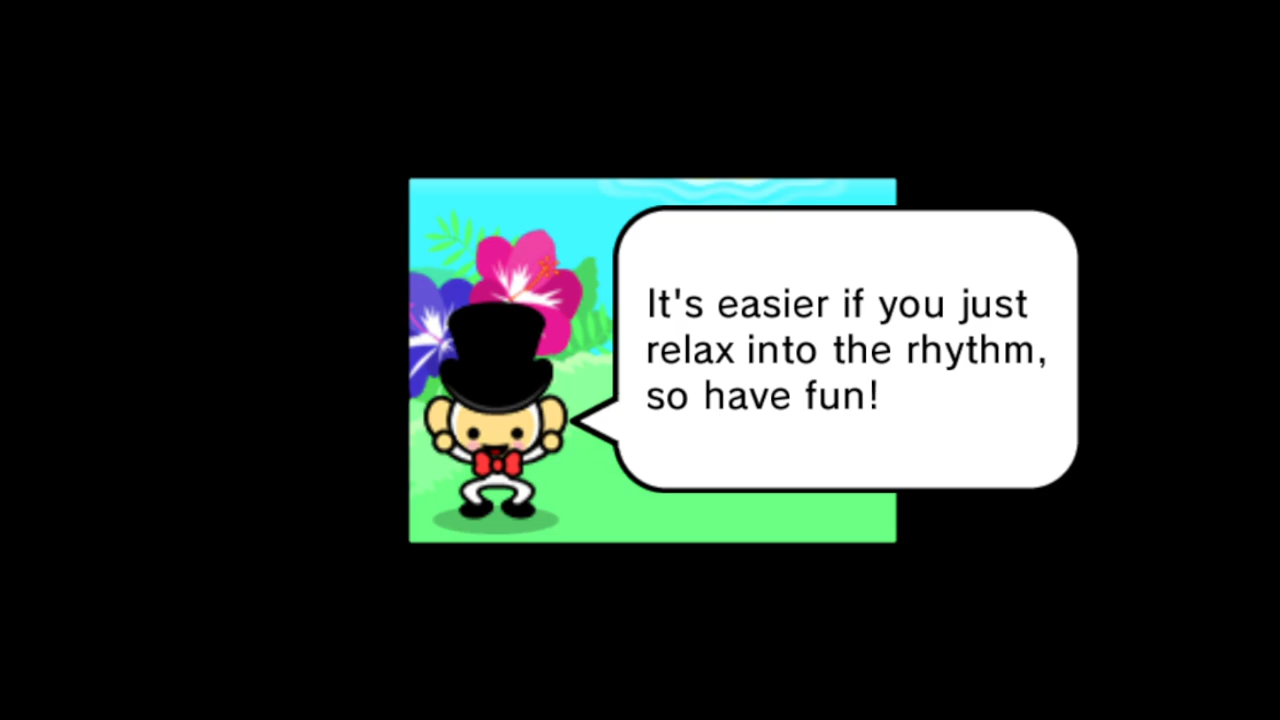 It's easier if you just
relax into the rhythm,
so have fun!